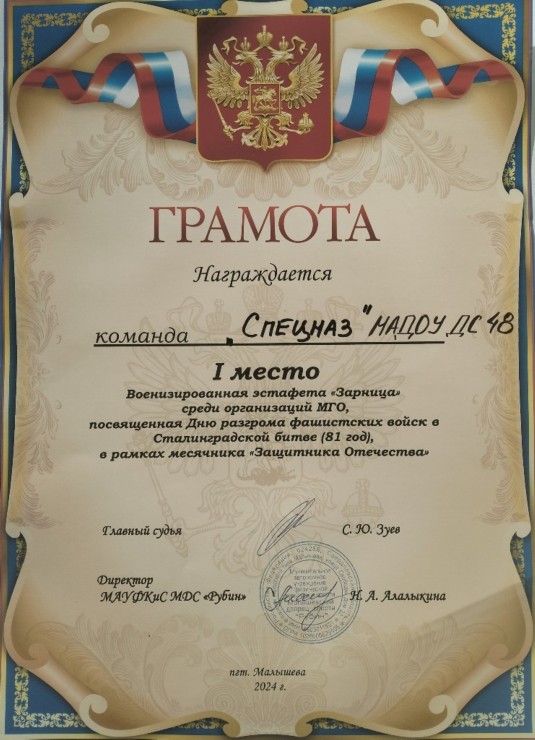 ГРАМОТА
Награждается
команда „Спецназ" МАДОУ ДС 48
I место
Военизированная эстафета «Зарница»
среди организаций МГО,
посвященная Дню разгрома фашистских войск в
Сталинградской битве (81 год),
в рамках месячника «Защитника Отечества»
Главный судья С. Ю. Зуев
Директор
МАУФКиС МДС «Рубин» Н. А. Алалыкина
пгт. Малышева
2024 г.